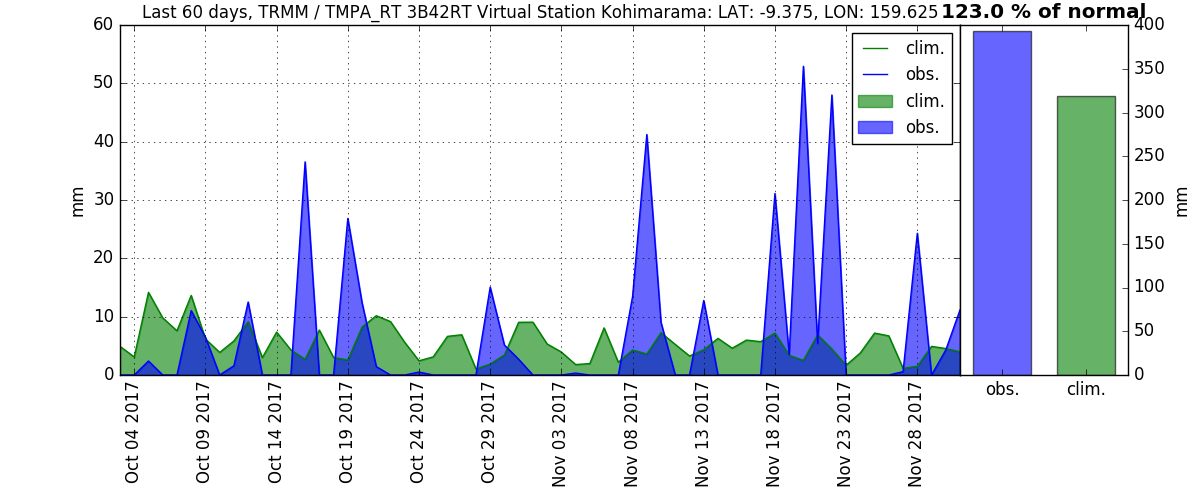 Last 60 days, TRMM / TMPA_RT 3B42RT Virtual Station Kohimarama: LAT: -9.375, LON: 159.625 123.0 % of normal
60
50
40
30
20
10
0
mm
clim.
obs.
clim.
obs.
Oct 04 2017
Oct 09 2017
Oct 14 2017
Oct 19 2017
Oct 24 2017
Oct 29 2017
Nov 03 2017
Nov 08 2017
Nov 13 2017
Nov 18 2017
Nov 23 2017
Nov 28 2017
400
350
300
250
200
150
100
50
0
mm
obs.
clim.